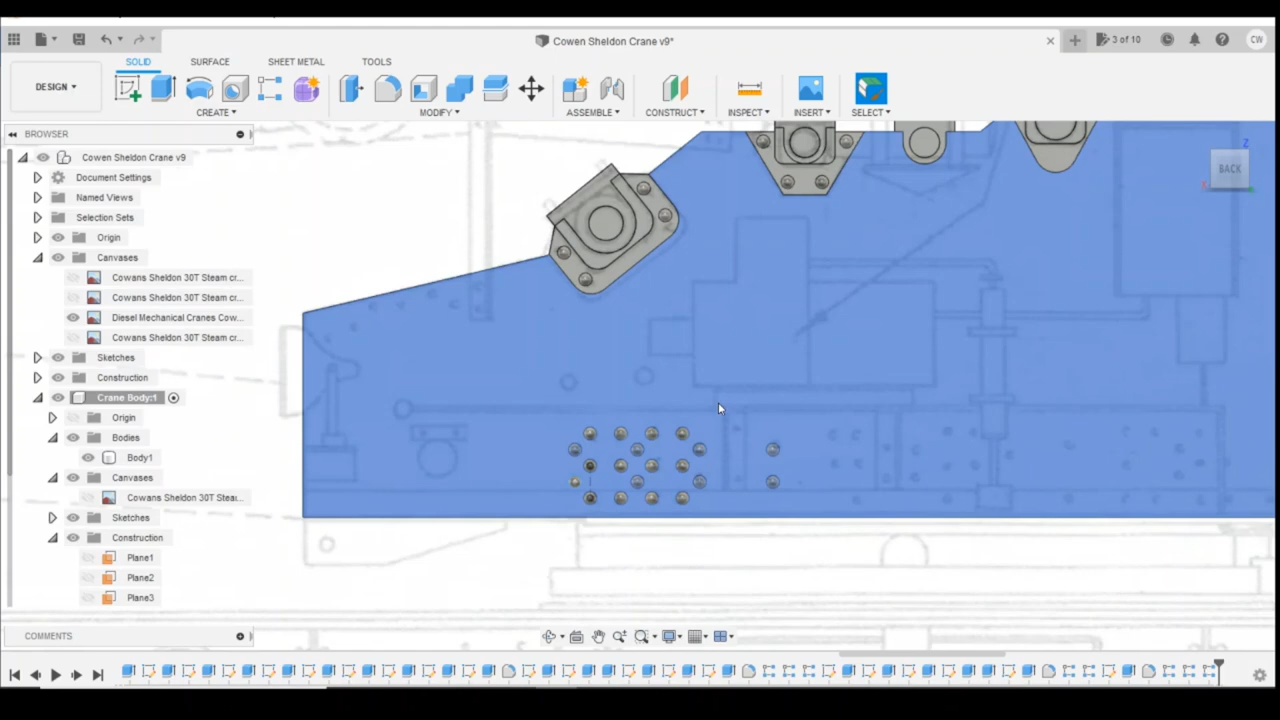 Cowen Sheldon Crane v9*
3 of 10
CW
DESIGN
SOLID
SURFACE
SHEET METAL
TOOLS
CREATE
MODIFY
ASSEMBLE
CONSTRUCT
INSPECT
INSERT
SELECT
BROWSER
Cowen Sheldon Crane v9
Document Settings
Named Views
Selection Sets
Origin
Canvases
Cowans Sheldon 30T Steam cr...
Cowans Sheldon 30T Steam cr...
Diesel Mechanical Cranes Cow...
Cowans Sheldon 30T Steam cr...
Sketches
Construction
Crane Body:1
Origin
Bodies
Body1
Canvases
Cowans Sheldon 30T Steal...
Sketches
Construction
Plane1
Plane2
Plane3
Z
BACK
X
COMMENTS